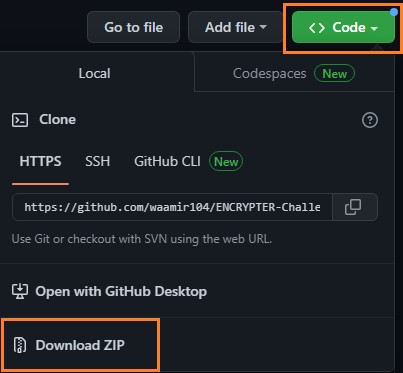 Go to file Add file Code
Local Codespaces New
Clone
HTTPS SSH GitHub CLI New
https://github.com/waamir104/ENCRYPTER-Challe
Use Git or checkout with SVN using the web URL.
Open with GitHub Desktop
Download ZIP